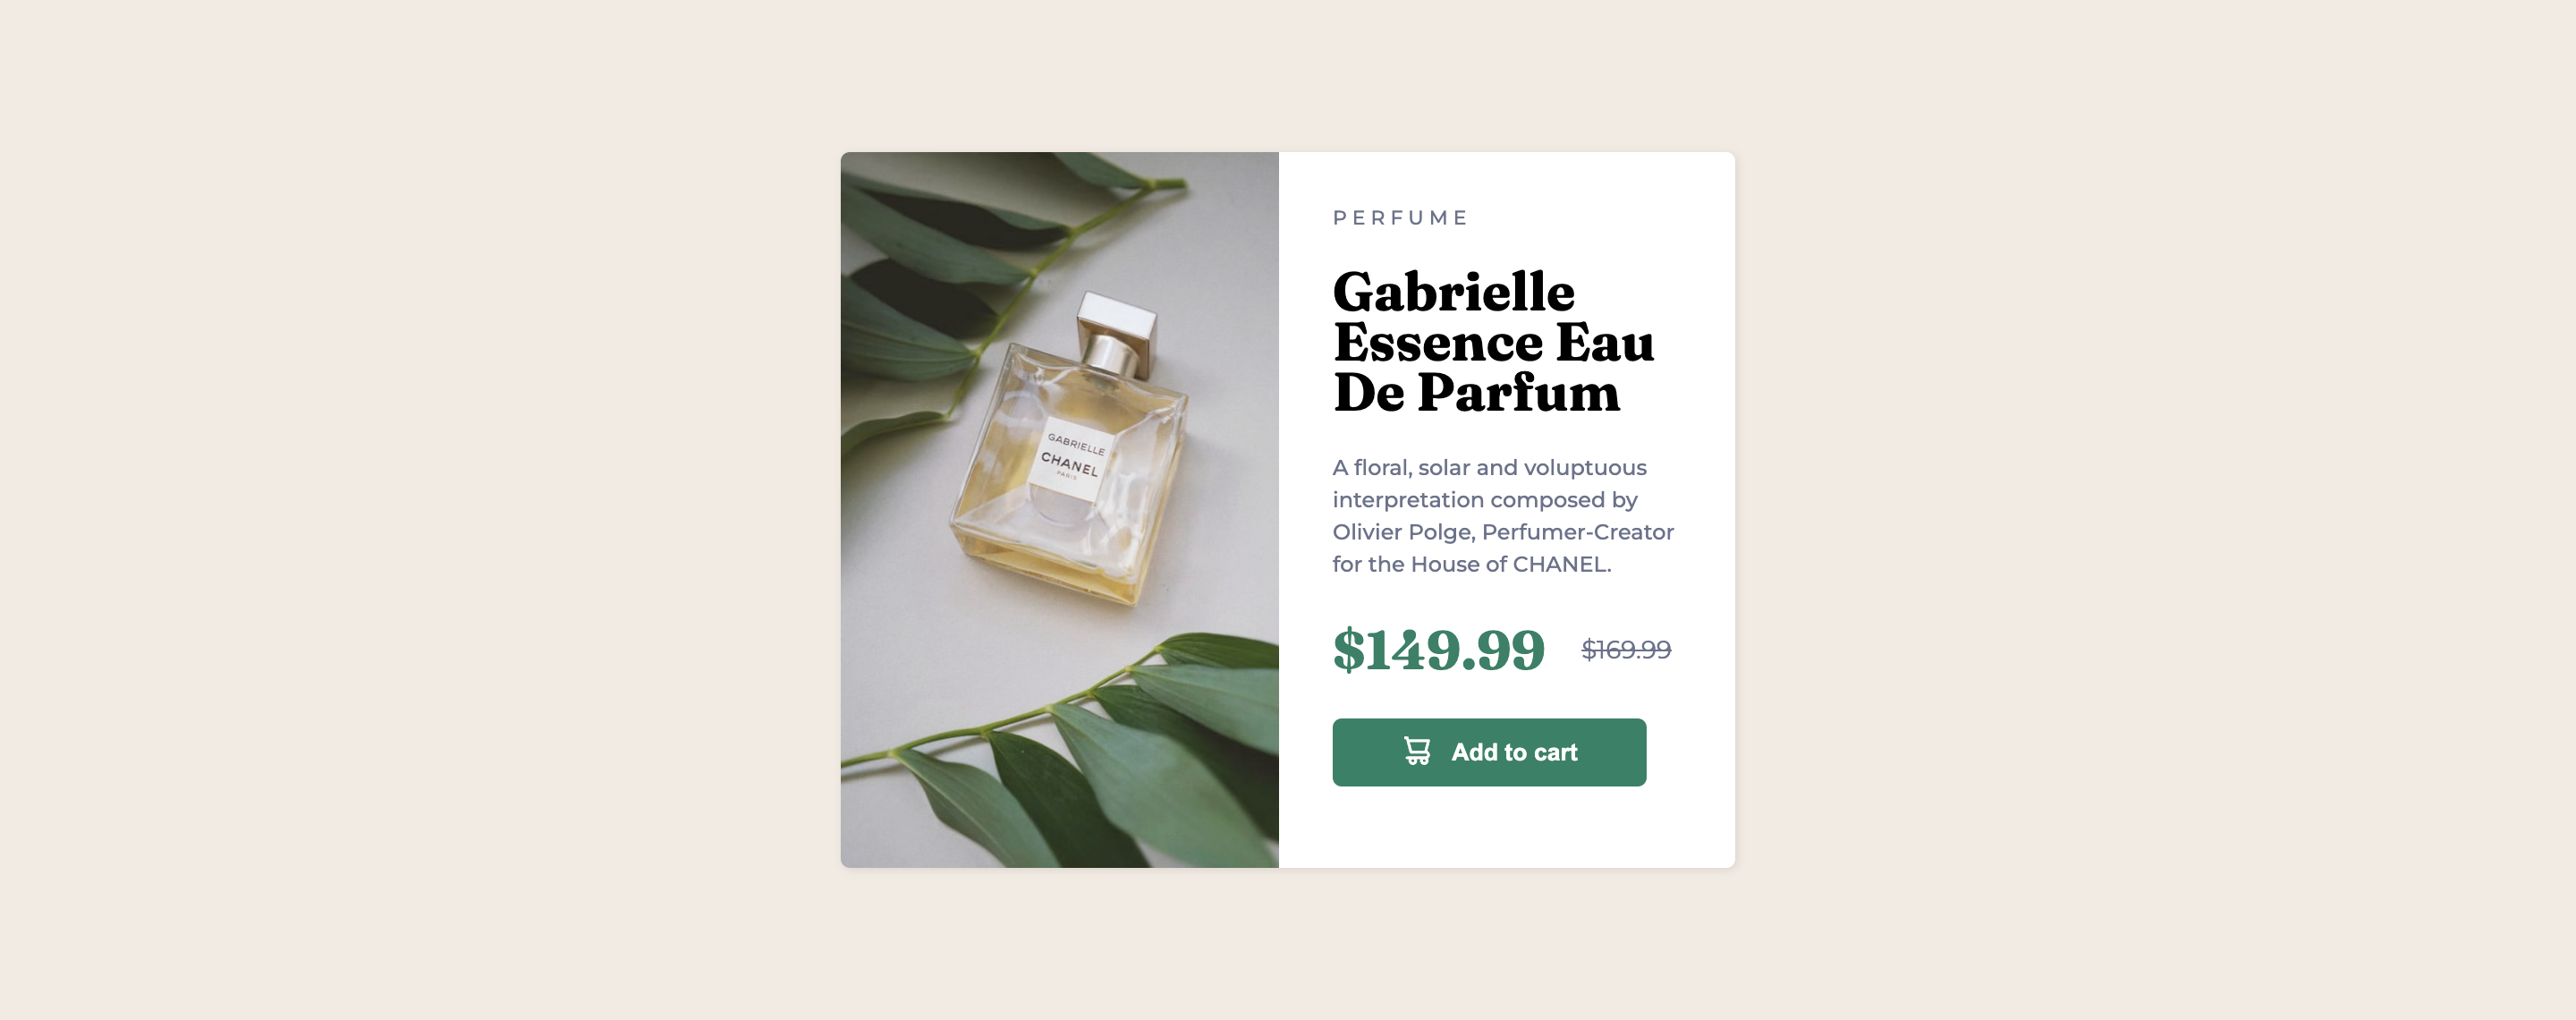 PERFUME
Gabrielle
Essence Eau
De Parfum
A floral, solar and voluptuous
interpretation composed by
Olivier Polge, Perfumer-Creator
for the House of CHANEL.
$149.99 $169.99
Add to cart
GABRIELLE
CHANEL
PARIS